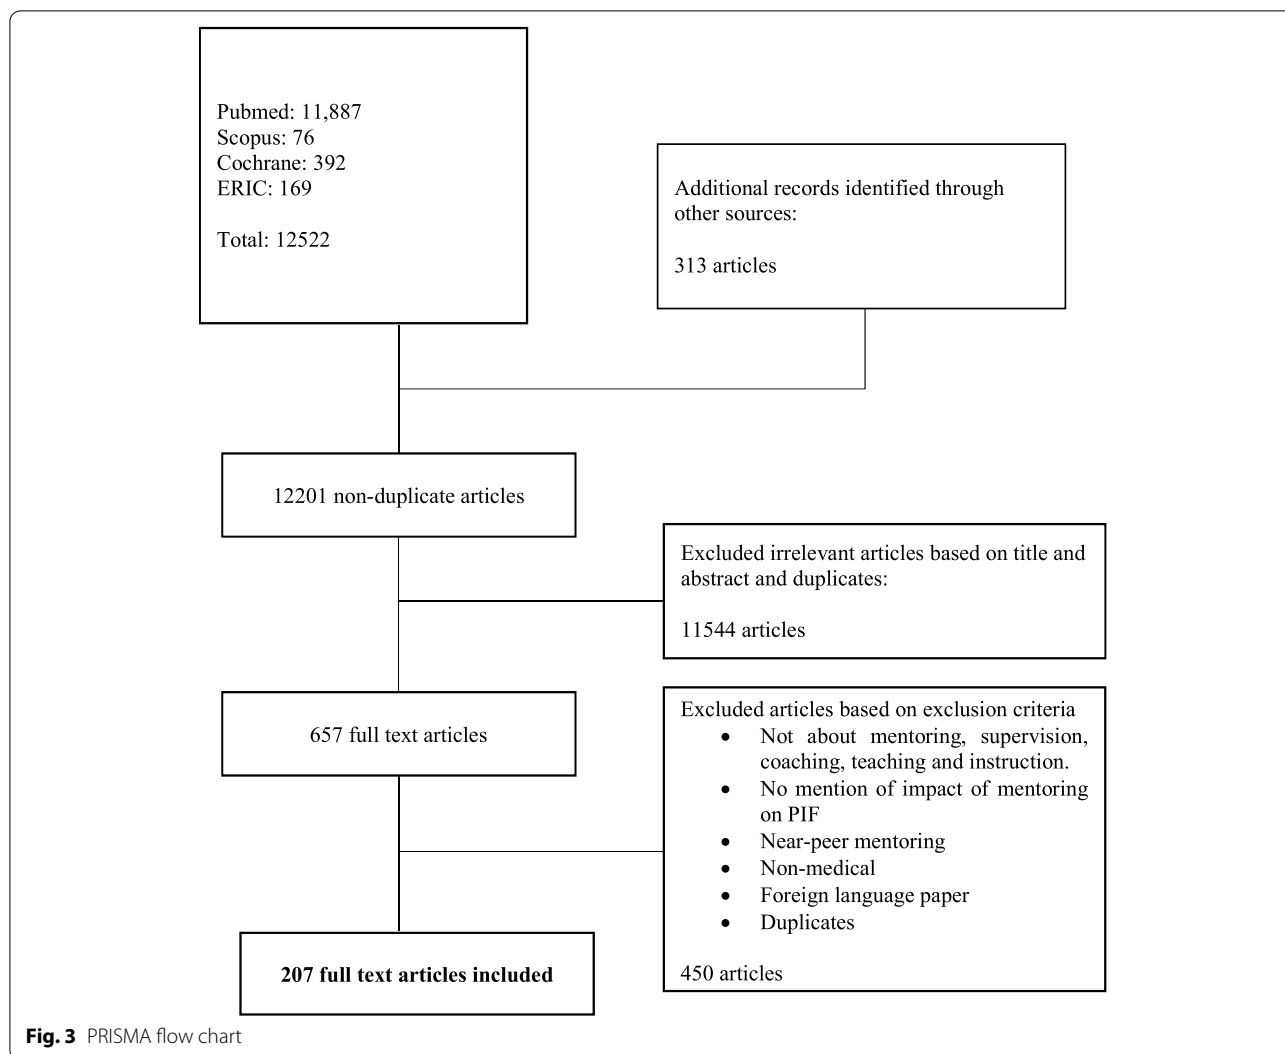 Pubmed: 11,887
Scopus: 76
Cochrane: 392
ERIC: 169
Total: 12522
Additional records identified through
other sources:
313 articles
12201 non-duplicate articles
Excluded irrelevant articles based on title and
abstract and duplicates:
11544 articles
657 full text articles
Excluded articles based on exclusion criteria
• Not about mentoring, supervision,
coaching, teaching and instruction.
• No mention of impact of mentoring
on PIF
• Near-peer mentoring
• Non-medical
• Foreign language paper
• Duplicates
450 articles
207 full text articles included
Fig. 3 PRISMA flow chart